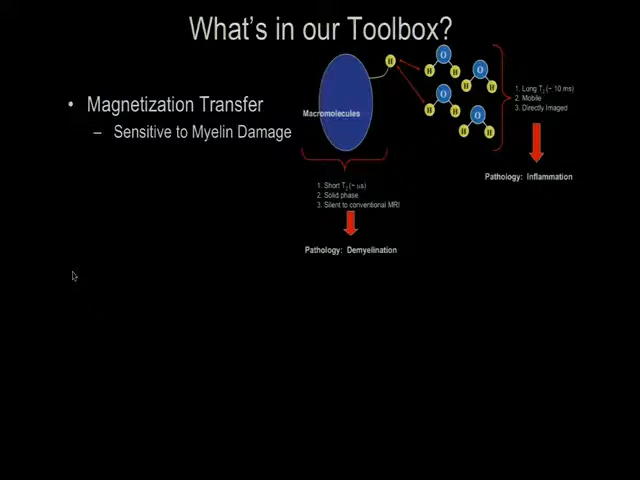 What's in our Toolbox?
• Magnetization Transfer
– Sensitive to Myelin Damage
Macromolecules
H
O
H
H
O
H
H
O
H
H
O
H
H
1. Long T2 (~ 10 ms)
2. Mobile
3. Directly Imaged
Pathology: Inflammation
1. Short T2 (~ μs)
2. Solid phase
3. Silent to conventional MRI
Pathology: Demyelination